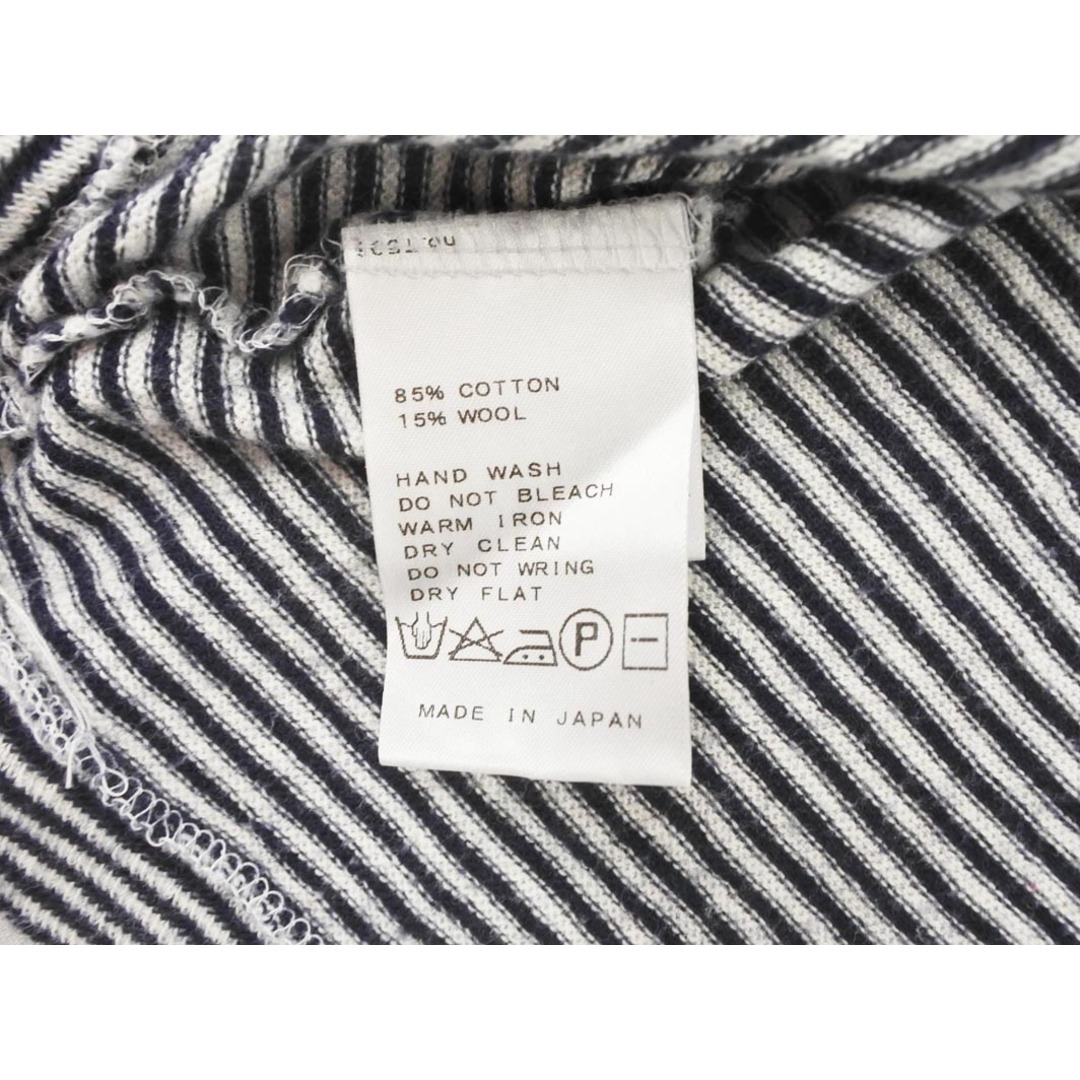 85% COTTON
15% WOOL
HAND WASH
DO NOT BLEACH
WARM IRON
DRY CLEAN
DO NOT WRING
DRY FLAT
P
MADE IN JAPAN